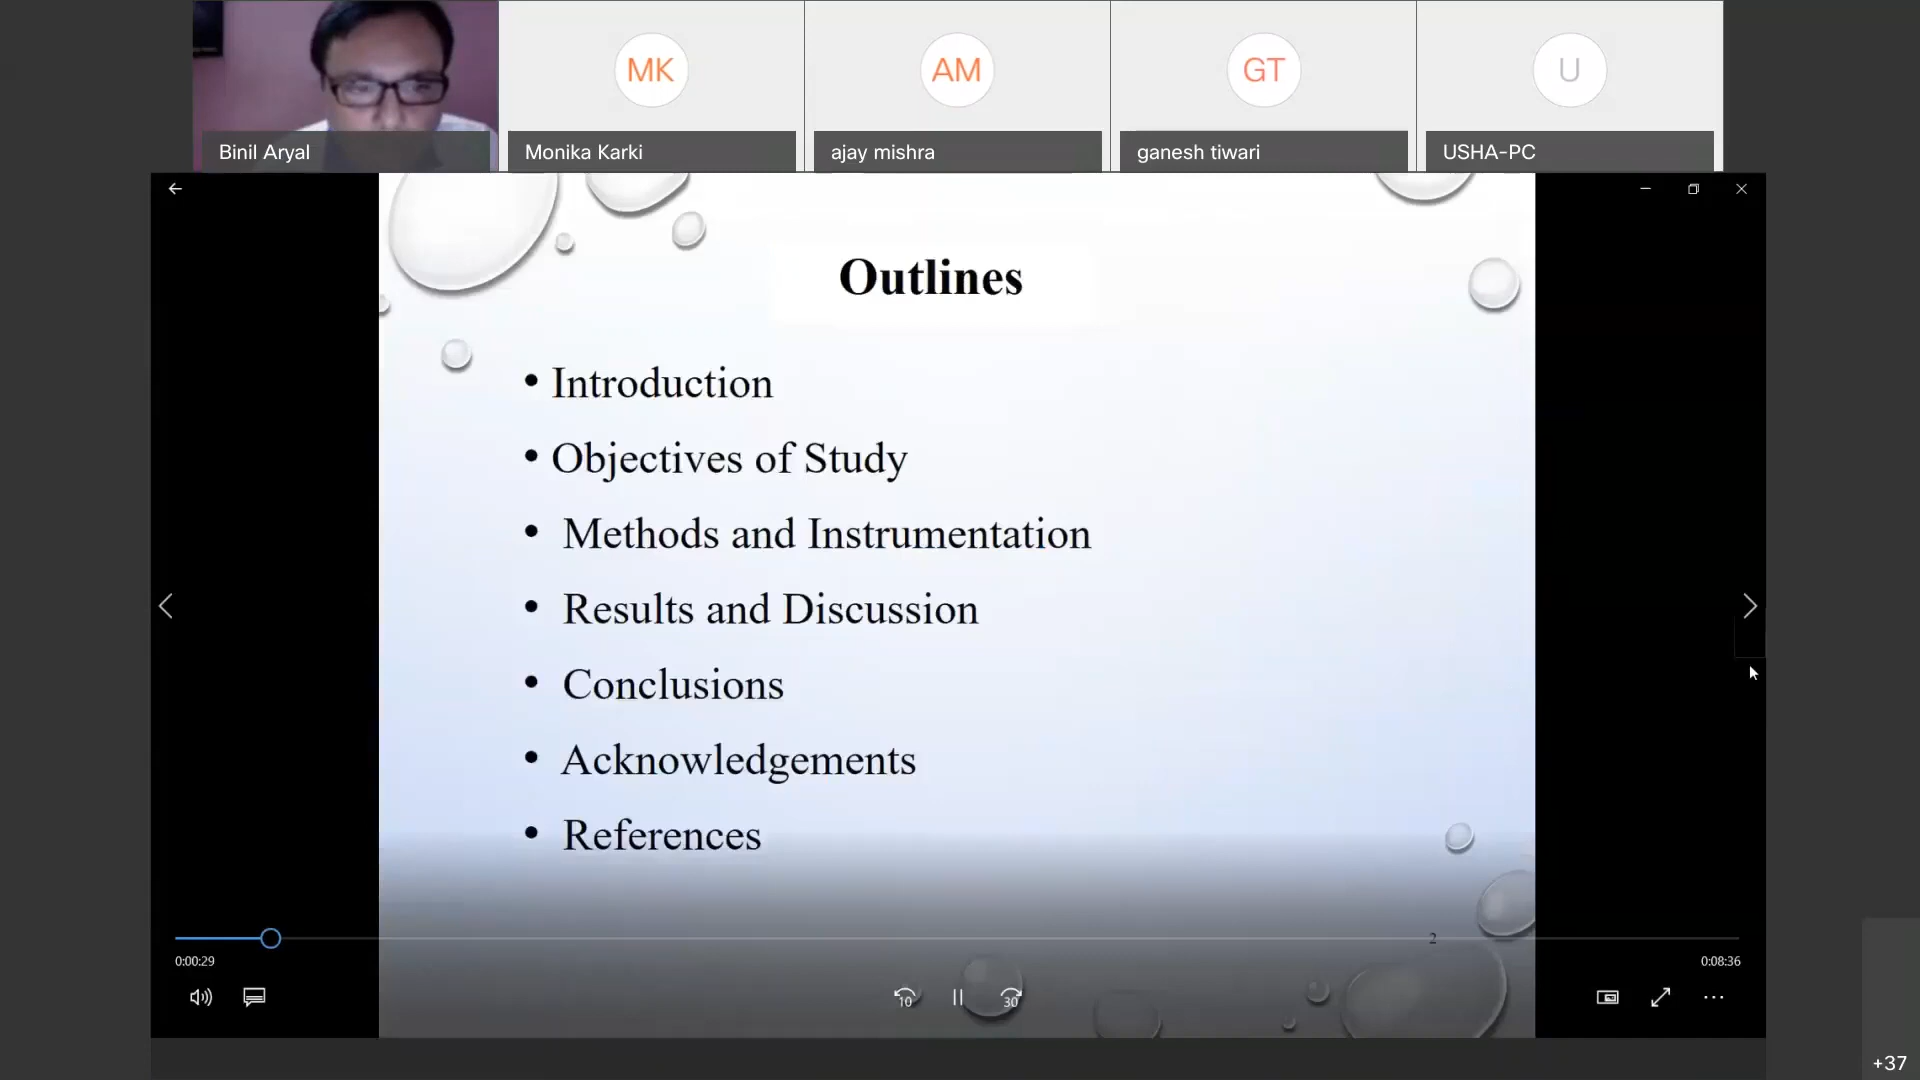 MK
AM
GT
U
Binil Aryal
Monika Karki
ajay mishra
ganesh tiwari
USHA-PC
Outlines
• Introduction
• Objectives of Study
• Methods and Instrumentation
• Results and Discussion
• Conclusions
• Acknowledgements
• References
2
0:00:29
0:08:36
10
30
+37